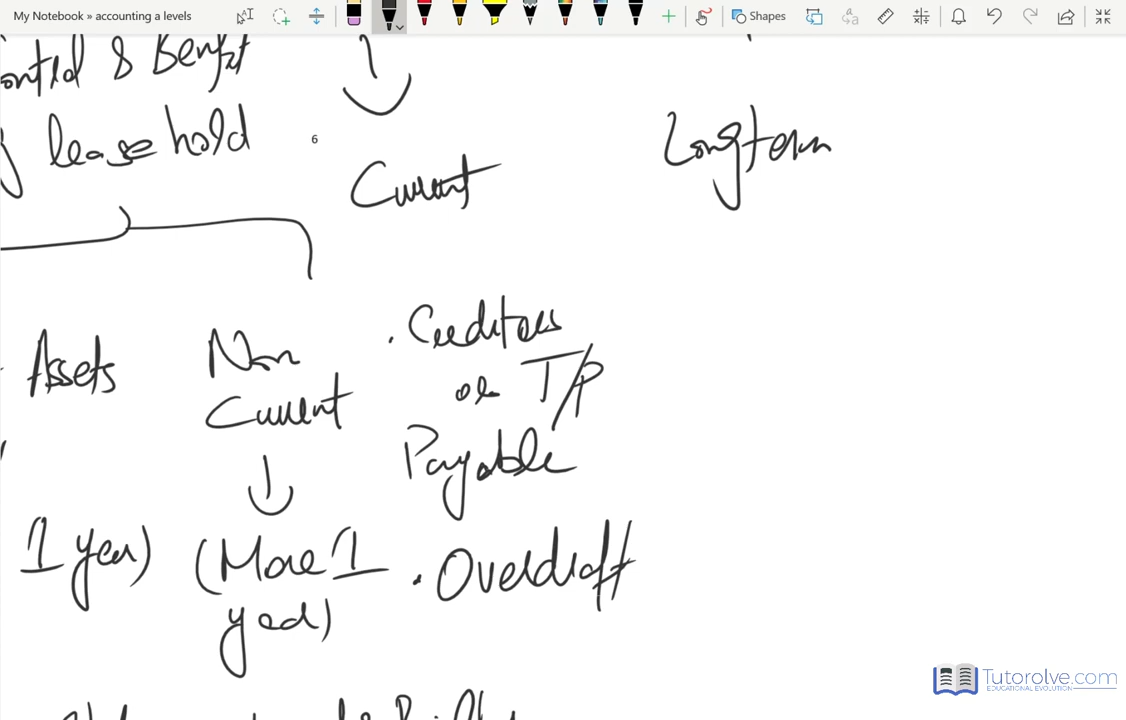 My Notebook » accounting a levels
Shapes
& Benefit
leasehold
6
Current
Longterm
Assets
Non
Current
. Creditors
or T/P
Payable
1 year)
(More 1
year)
. Overdraft
Tutorolve.com
EDUCATIONAL EVOLUTION